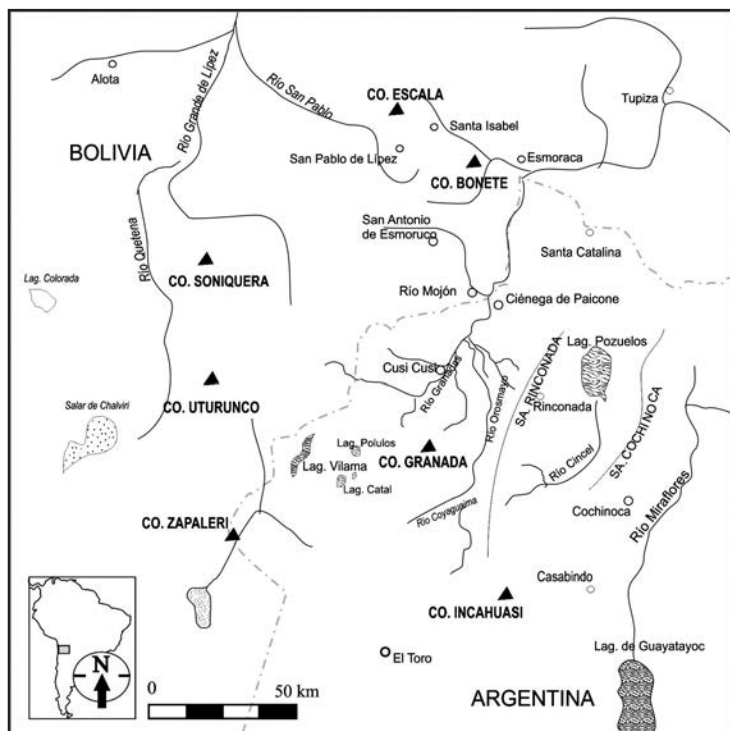 CO. ESCALA
Alota
Río Grande de Lípez
Río San Pablo
Tupiza
Santa Isabel
BOLIVIA
San Pablo de Lípez
Esmoraca
CO. BONETE
Río Quetena
San Antonio
de Esmoruco
Santa Catalina
CO. SONIQUERA
Lag. Colorada
Río Mojón
Ciénega de Paicone
Lag. Pozuelos
Cusi Cusi
Río Granadas
Río Orosmayo
SA. RINCONADA
SA. COCHINOCA
CO. UTURUNCO
Rinconada
Salar de Chalviri
Lag. Polulos
Lag. Vilama
CO. GRANADA
Lag. Catal
Río Cincel
Río Miraflores
Río Coyaguaima
Cochinoca
CO. ZAPALERI
Casabindo
CO. INCAHUASI
El Toro
Lag. de Guayatayoc
N
0
50 km
ARGENTINA